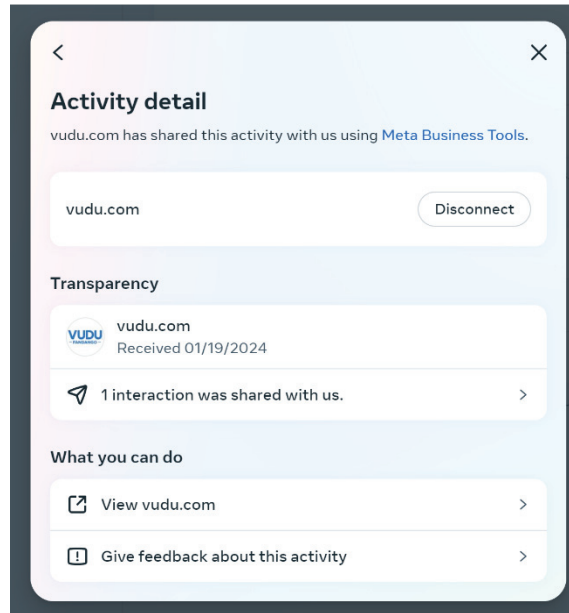 Activity detail
vudu.com has shared this activity with us using Meta Business Tools.
vudu.com
Disconnect
Transparency
VUDU
FANDANGO
vudu.com
Received 01/19/2024
1 interaction was shared with us.
What you can do
View vudu.com
Give feedback about this activity